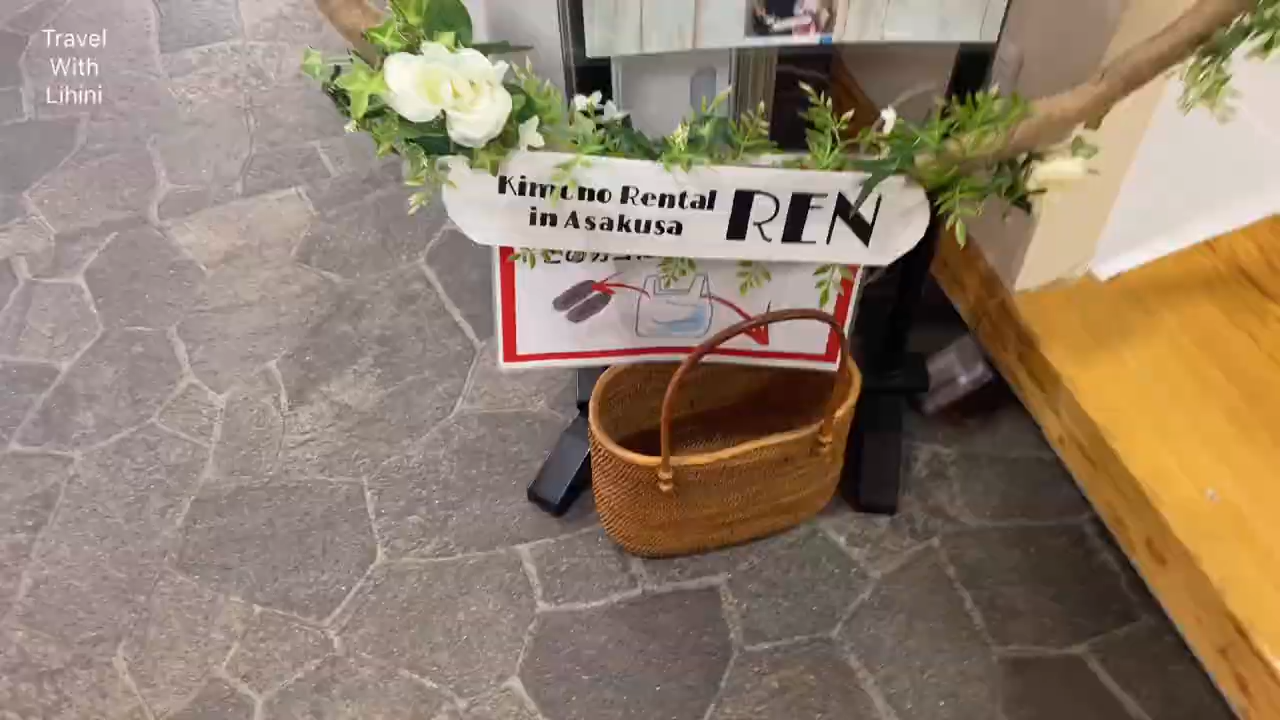 Travel
With
Lihini
Kimono Rental
in Asakusa
REN